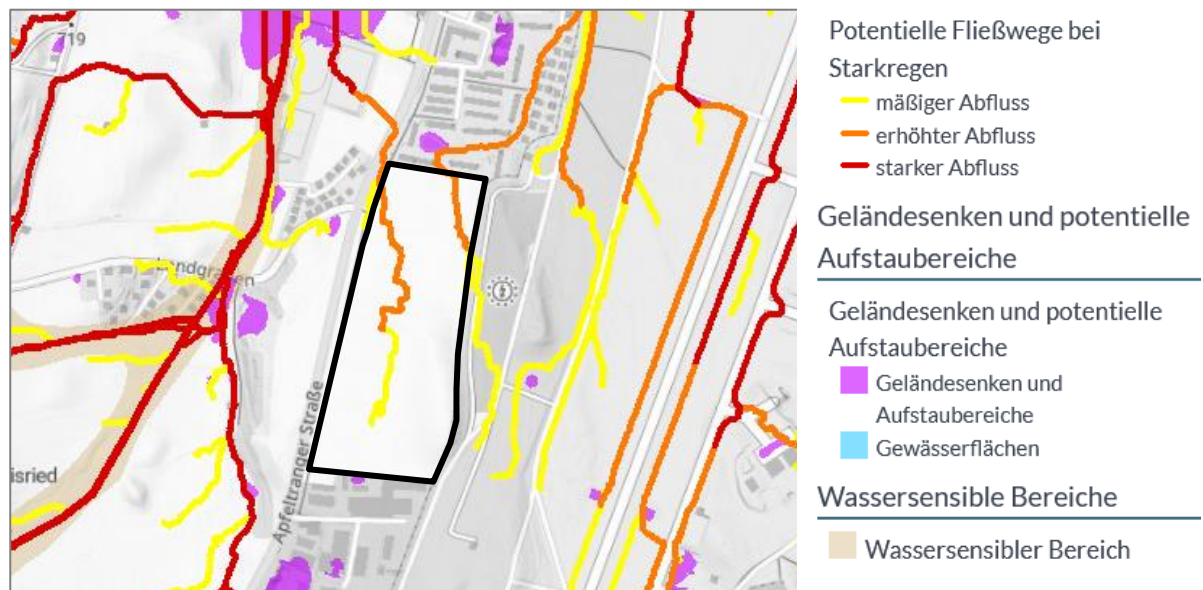 719
Landgraben
Apfeltranger Straße
isried
Potentielle Fließwege bei
Starkregen
mäßiger Abfluss
erhöhter Abfluss
starker Abfluss
Geländesenken und potentielle
Aufstaubereiche
Geländesenken und potentielle
Aufstaubereiche
Geländesenken und
Aufstaubereiche
Gewässerflächen
Wassersensible Bereiche
Wassersensibler Bereich